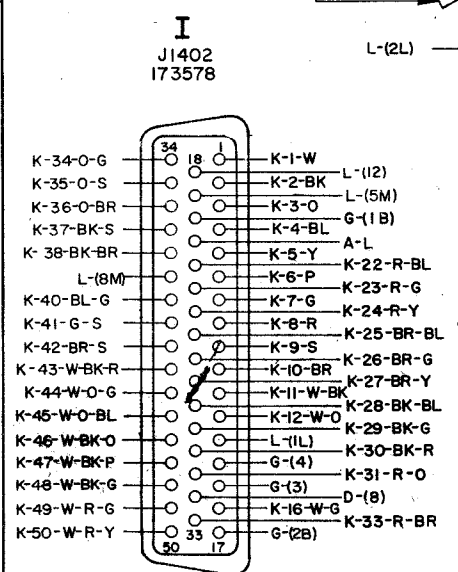 I
J1402
173578
L-(2L)
34
18
1
K-34-O-G
K-1-W
L-(12)
K-35-O-S
K-2-BK
L-(5M)
K-36-O-BR
K-3-O
G-(1B)
K-37-BK-S
K-4-BL
A-L
K-38-BK-BR
K-5-Y
K-22-R-BL
L-(8M)
K-6-P
K-23-R-G
K-40-BL-G
K-7-G
K-24-R-Y
K-41-G-S
K-8-R
K-25-BR-BL
K-42-BR-S
K-9-S
K-26-BR-G
K-43-W-BK-R
K-10-BR
K-27-BR-Y
K-44-W-O-G
K-11-W-BK
K-28-BK-BL
K-45-W-O-BL
K-12-W-O
K-29-BK-G
K-46-W-BK-O
L-(1L)
K-30-BK-R
K-47-W-BK-P
G-(4)
K-31-R-O
K-48-W-BK-G
G-(3)
D-(8)
K-49-W-R-G
K-16-W-G
K-33-R-BR
K-50-W-R-Y
G-(2B)
50
33
17